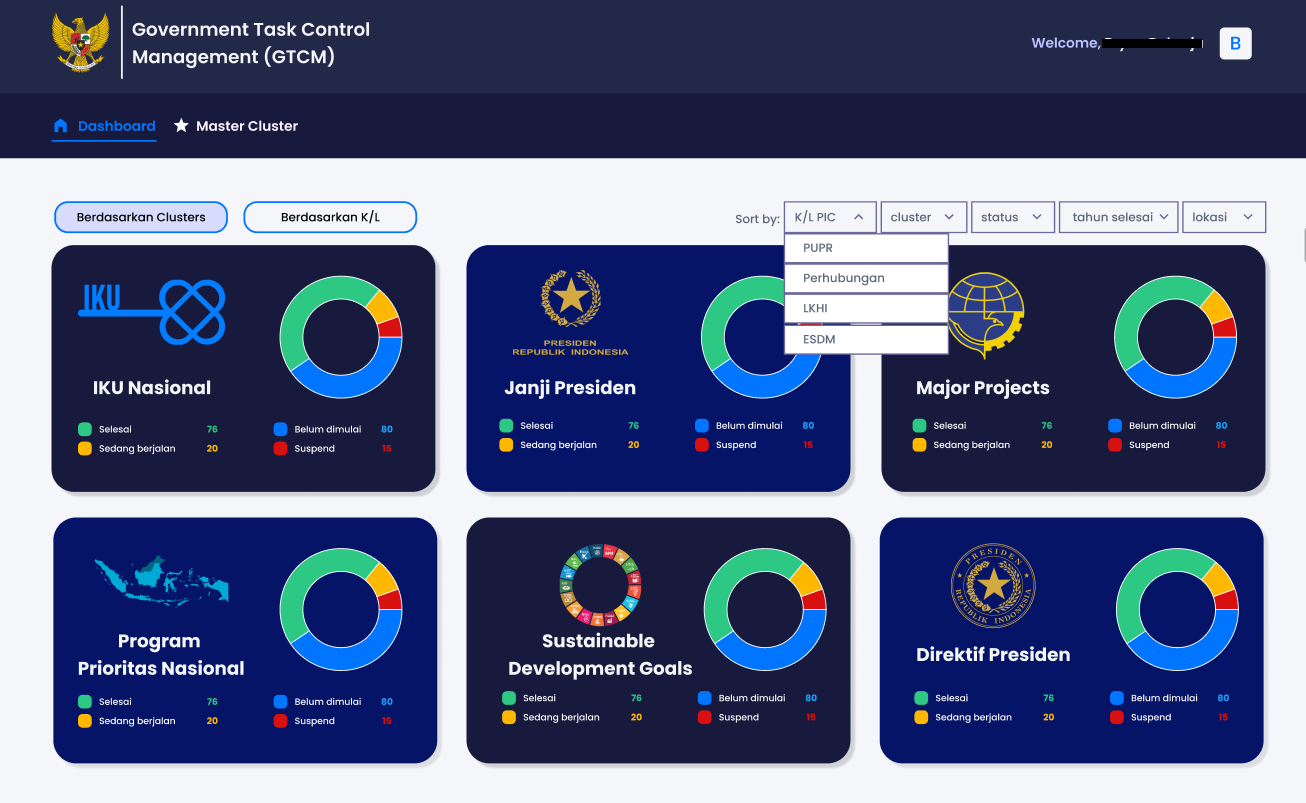 Government Task Control
Management (GTCM)
Welcome,
B
Dashboard
Master Cluster
Berdasarkan Clusters
Berdasarkan K/L
Sort by:
K/L PIC
cluster
status
tahun selesai
lokasi
PUPR
Perhubungan
LKHI
ESDM
IKU
IKU Nasional
Selesai 76
Belum dimulai 80
Sedang berjalan 20
Suspend 15
PRESIDEN
REPUBLIK INDONESIA
Janji Presiden
Selesai 76
Belum dimulai 80
Sedang berjalan 20
Suspend 15
Major Projects
Selesai 76
Belum dimulai 80
Sedang berjalan 20
Suspend 15
Program
Prioritas Nasional
Selesai 76
Belum dimulai 80
Sedang berjalan 20
Suspend 15
Sustainable
Development Goals
Selesai 76
Belum dimulai 80
Sedang berjalan 20
Suspend 15
PRESIDEN
REPUBLIK INDONESIA
Direktif Presiden
Selesai 76
Belum dimulai 80
Sedang berjalan 20
Suspend 15